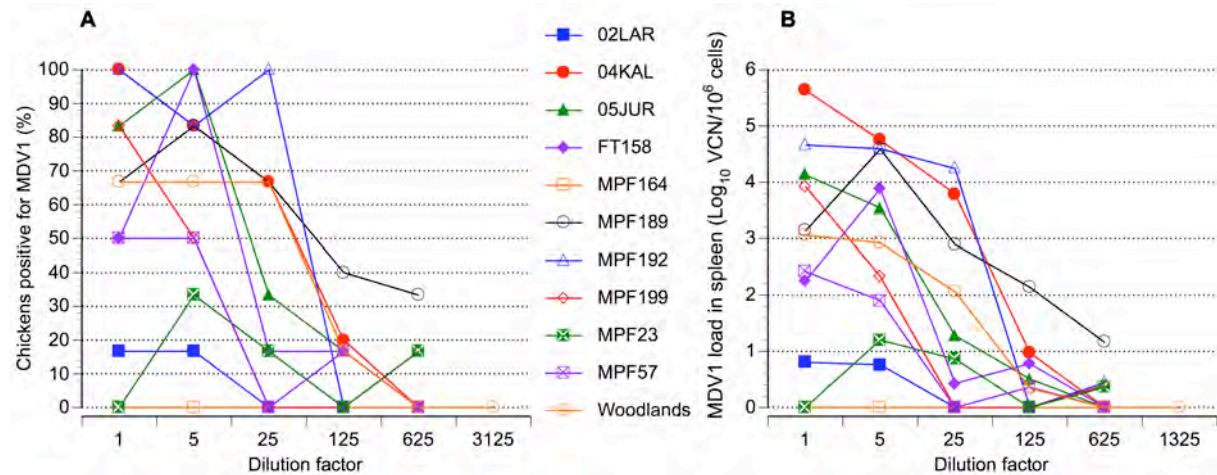 A
Chickens positive for MDV1 (%)
100
90
80
70
60
50
40
30
20
10
0
1 5 25 125 625 3125
Dilution factor
02LAR
04KAL
05JUR
FT158
MPF164
MPF189
MPF192
MPF199
MPF23
MPF57
Woodlands
B
MDV1 load in spleen (Log10 VCN/10^6 cells)
6
5
4
3
2
1
0
1 5 25 125 625 1325
Dilution factor